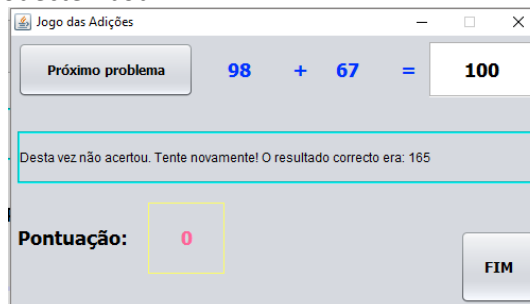 Jogo das Adições
Próximo problema 98 + 67 = 100
Desta vez não acertou. Tente novamente! O resultado correcto era: 165
Pontuação: 0
FIM